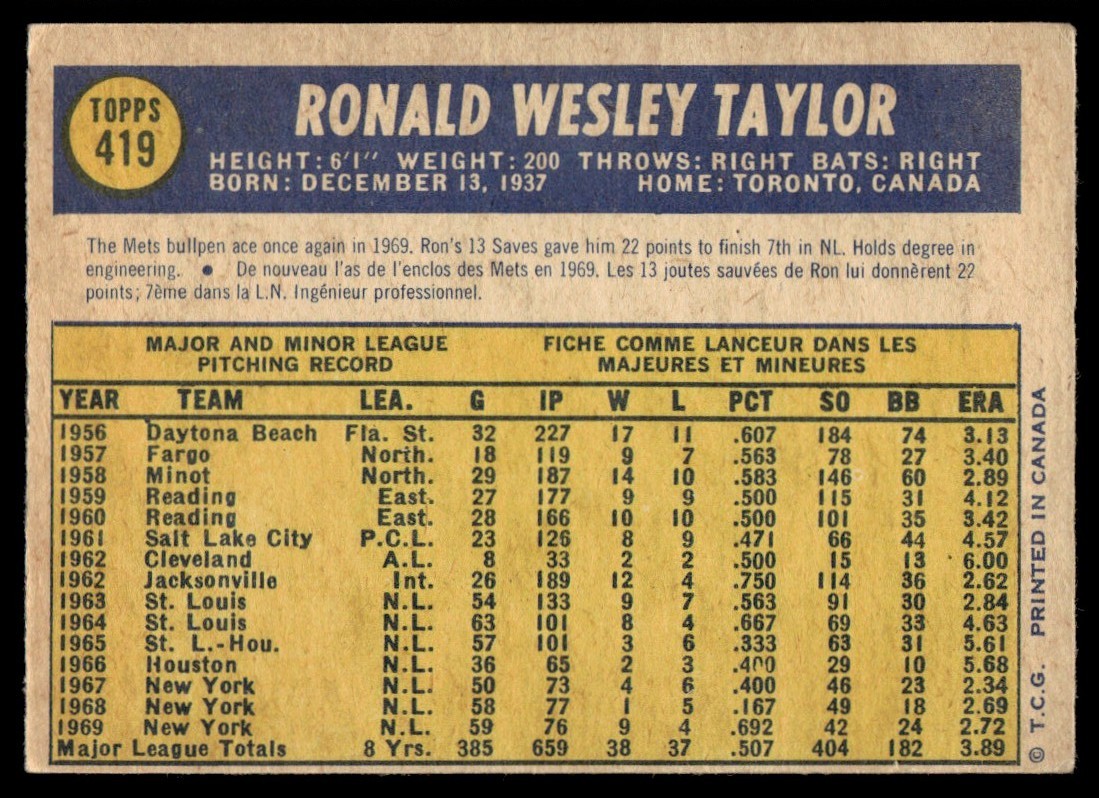 TOPPS
419
RONALD WESLEY TAYLOR
HEIGHT: 6'1" WEIGHT: 200 THROWS: RIGHT BATS: RIGHT
BORN: DECEMBER 13, 1937 HOME: TORONTO, CANADA
The Mets bullpen ace once again in 1969. Ron's 13 Saves gave him 22 points to finish 7th in NL. Holds degree in
engineering. ● De nouveau l'as de l'enclos des Mets en 1969. Les 13 joutes sauvées de Ron lui donnèrent 22
points; 7ème dans la L.N. Ingénieur professionnel.
MAJOR AND MINOR LEAGUE FICHE COMME LANCEUR DANS LES
PITCHING RECORD MAJEURES ET MINEURES
YEAR TEAM LEA. G IP W L PCT SO BB ERA
1956 Daytona Beach Fla. St. 32 227 17 11 .607 184 74 3.13
1957 Fargo North. 18 119 9 7 .563 78 27 3.40
1958 Minot North. 29 187 14 10 .583 146 60 2.89
1959 Reading East. 27 177 9 9 .500 115 31 4.12
1960 Reading East. 28 166 10 10 .500 101 35 3.42
1961 Salt Lake City P.C.L. 23 126 8 9 .471 66 44 4.57
1962 Cleveland A.L. 8 33 2 2 .500 15 13 6.00
1962 Jacksonville Int. 26 189 12 4 .750 114 36 2.62
1963 St. Louis N.L. 54 133 9 7 .563 91 30 2.84
1964 St. Louis N.L. 63 101 8 4 .667 69 33 4.63
1965 St. L.-Hou. N.L. 57 101 3 6 .333 63 31 5.61
1966 Houston N.L. 36 65 2 3 .400 29 10 5.68
1967 New York N.L. 50 73 4 6 .400 46 23 2.34
1968 New York N.L. 58 77 1 5 .167 49 18 2.69
1969 New York N.L. 59 76 9 4 .692 42 24 2.72
Major League Totals 8 Yrs. 385 659 38 37 .507 404 182 3.89
© T.C.G. PRINTED IN CANADA